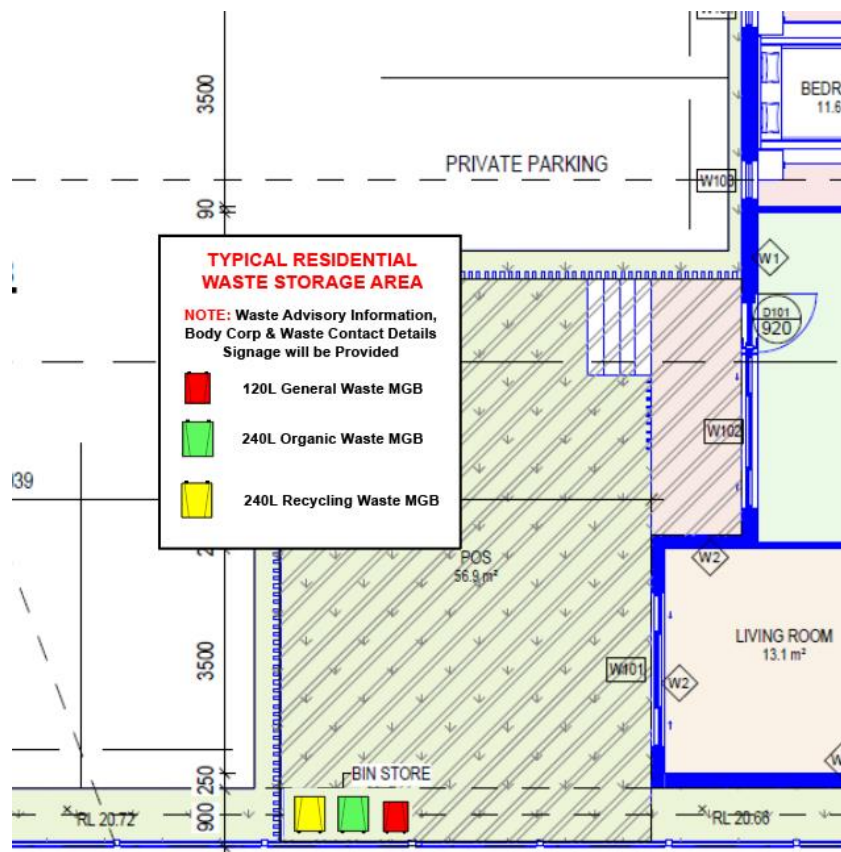 3500
BEDR
11.6
PRIVATE PARKING
W103
90
TYPICAL RESIDENTIAL
WASTE STORAGE AREA
NOTE: Waste Advisory Information,
Body Corp & Waste Contact Details
Signage will be Provided
120L General Waste MGB
240L Organic Waste MGB
240L Recycling Waste MGB
W1
D101
920
W102
039
POS
56.9 m²
W2
LIVING ROOM
13.1 m²
3500
W101
W2
250
BIN STORE
900
RL 20.72
RL 20.66